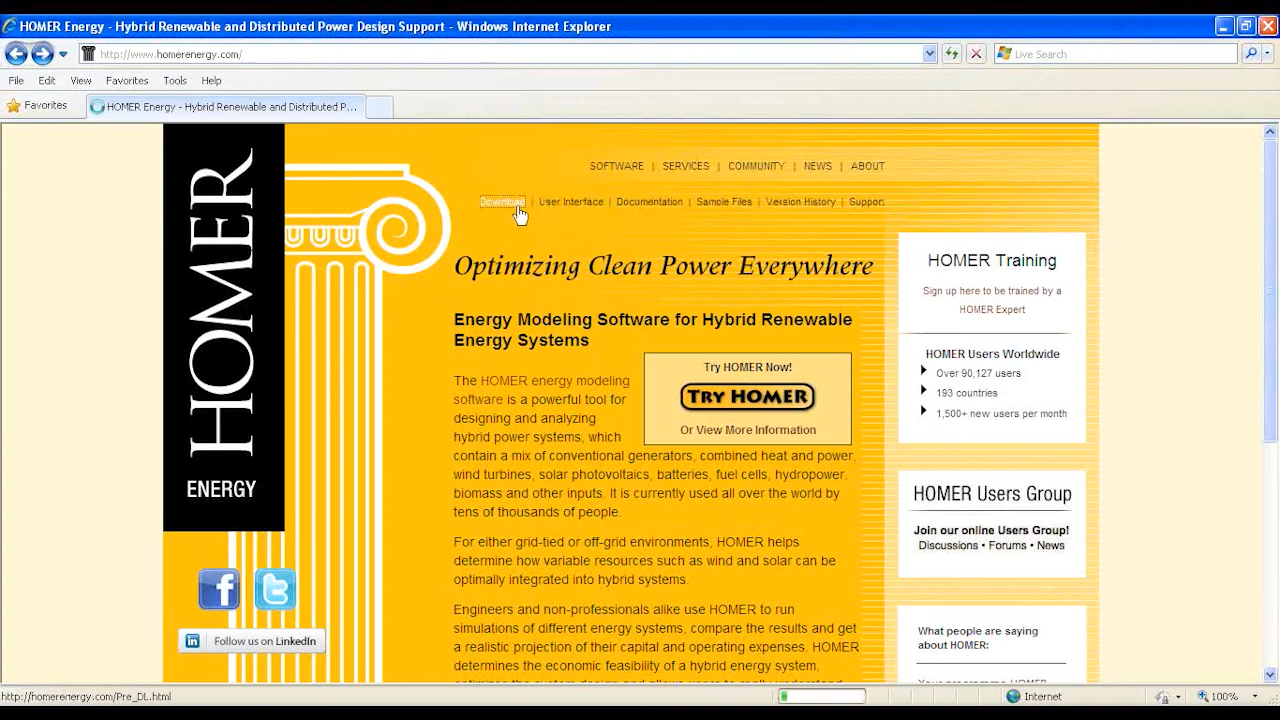 HOMER Energy - Hybrid Renewable and Distributed Power Design Support - Windows Internet Explorer
http://www.homerenergy.com/
Live Search
File Edit View Favorites Tools Help
Favorites
HOMER Energy - Hybrid Renewable and Distributed P...
HOMER
ENERGY
SOFTWARE | SERVICES | COMMUNITY | NEWS | ABOUT
Download | User Interface | Documentation | Sample Files | Version History | Support
Optimizing Clean Power Everywhere
Energy Modeling Software for Hybrid Renewable
Energy Systems
The HOMER energy modeling
software is a powerful tool for
designing and analyzing
hybrid power systems, which
contain a mix of conventional generators, combined heat and power,
wind turbines, solar photovoltaics, batteries, fuel cells, hydropower,
biomass and other inputs. It is currently used all over the world by
tens of thousands of people.
Try HOMER Now!
TRY HOMER
Or View More Information
For either grid-tied or off-grid environments, HOMER helps
determine how variable resources such as wind and solar can be
optimally integrated into hybrid systems.
Engineers and non-professionals alike use HOMER to run
simulations of different energy systems, compare the results and get
a realistic projection of their capital and operating expenses. HOMER
determines the economic feasibility of a hybrid energy system,
HOMER Training
Sign up here to be trained by a
HOMER Expert
HOMER Users Worldwide
Over 90,127 users
193 countries
1,500+ new users per month
HOMER Users Group
Join our online Users Group!
Discussions • Forums • News
What people are saying
about HOMER:
f
t
in Follow us on LinkedIn
http://homerenergy.com/Pre_DL.html
Internet
100%